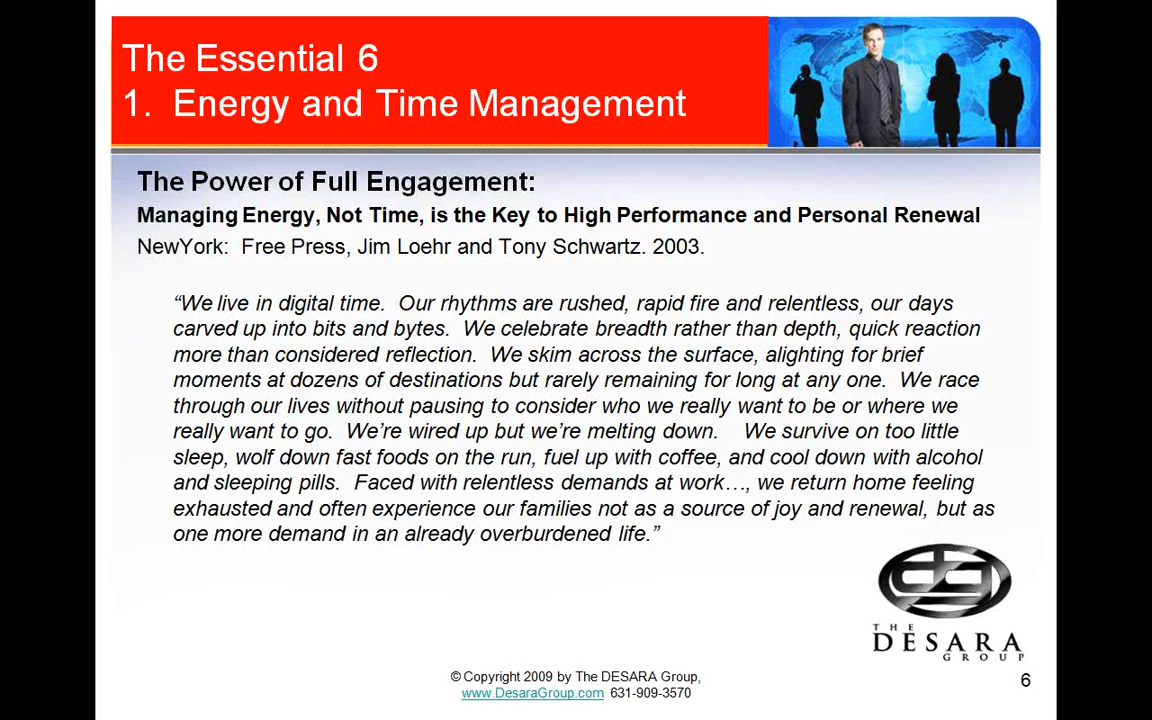 The Essential 6
1. Energy and Time Management
The Power of Full Engagement:
Managing Energy, Not Time, is the Key to High Performance and Personal Renewal
NewYork: Free Press, Jim Loehr and Tony Schwartz. 2003.
“We live in digital time. Our rhythms are rushed, rapid fire and relentless, our days
carved up into bits and bytes. We celebrate breadth rather than depth, quick reaction
more than considered reflection. We skim across the surface, alighting for brief
moments at dozens of destinations but rarely remaining for long at any one. We race
through our lives without pausing to consider who we really want to be or where we
really want to go. We’re wired up but we’re melting down. We survive on too little
sleep, wolf down fast foods on the run, fuel up with coffee, and cool down with alcohol
and sleeping pills. Faced with relentless demands at work…, we return home feeling
exhausted and often experience our families not as a source of joy and renewal, but as
one more demand in an already overburdened life.”
THE
DESARA
GROUP
© Copyright 2009 by The DESARA Group,
www.DesaraGroup.com 631-909-3570
6